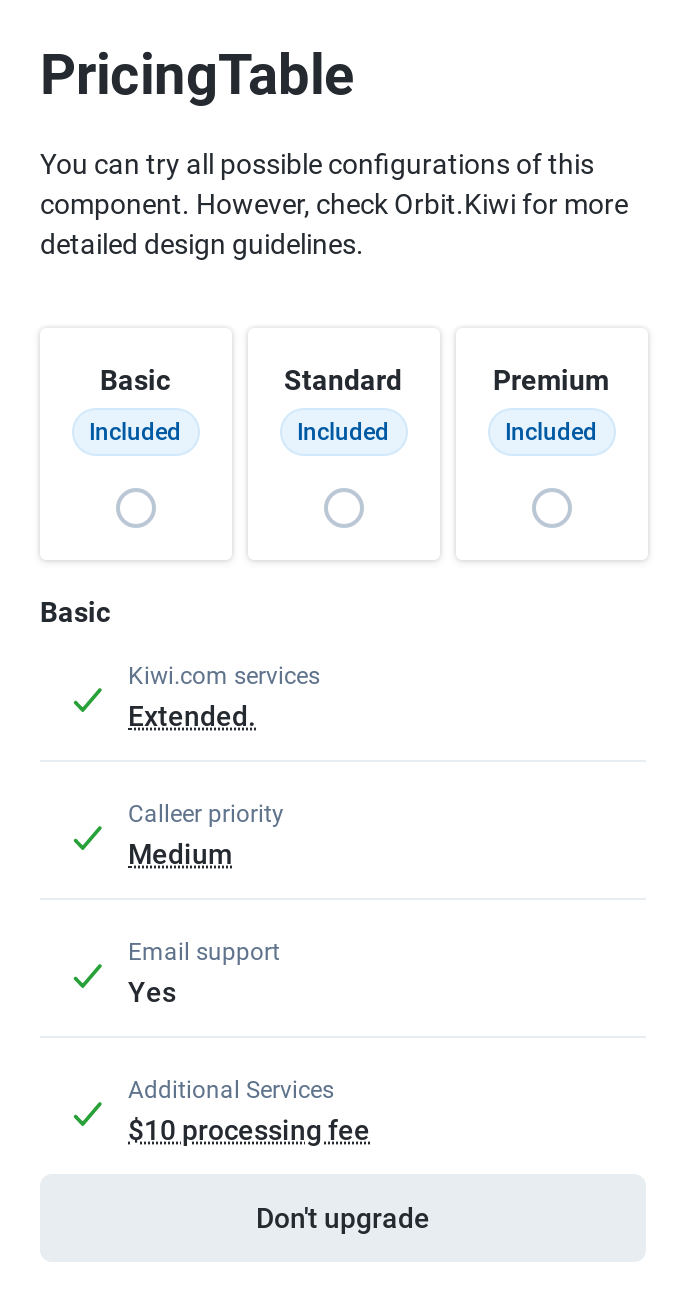 PricingTable
You can try all possible configurations of this
component. However, check Orbit.Kiwi for more
detailed design guidelines.
Basic
Included
Standard
Included
Premium
Included
Basic
Kiwi.com services
Extended.
Calleer priority
Medium
Email support
Yes
Additional Services
$10 processing fee
Don't upgrade